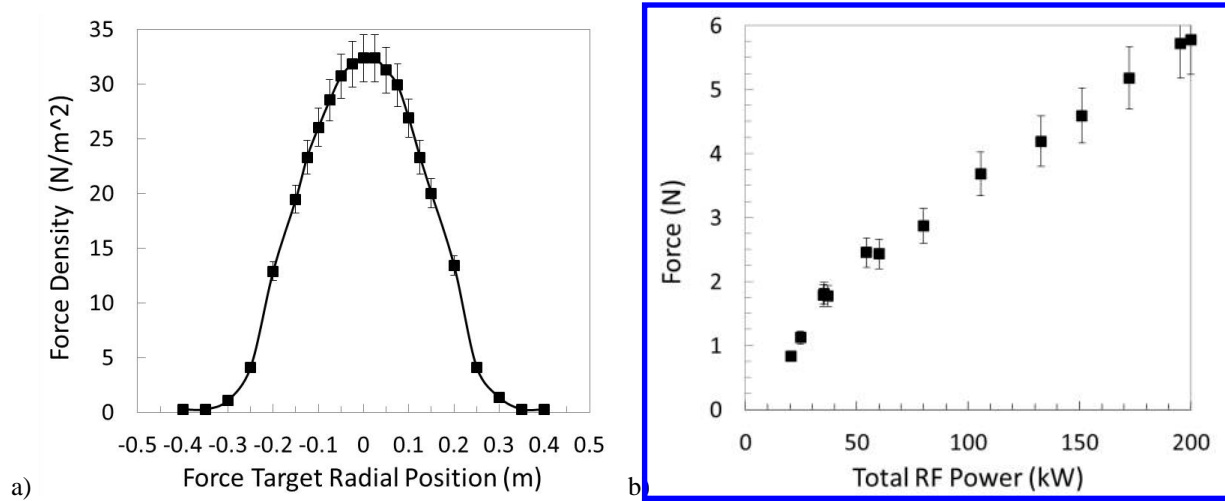 a)
Force Density (N/m^2)
35
30
25
20
15
10
5
0
-0.5 -0.4 -0.3 -0.2 -0.1 0 0.1 0.2 0.3 0.4 0.5
Force Target Radial Position (m)
b)
Force (N)
6
5
4
3
2
1
0
0 50 100 150 200
Total RF Power (kW)